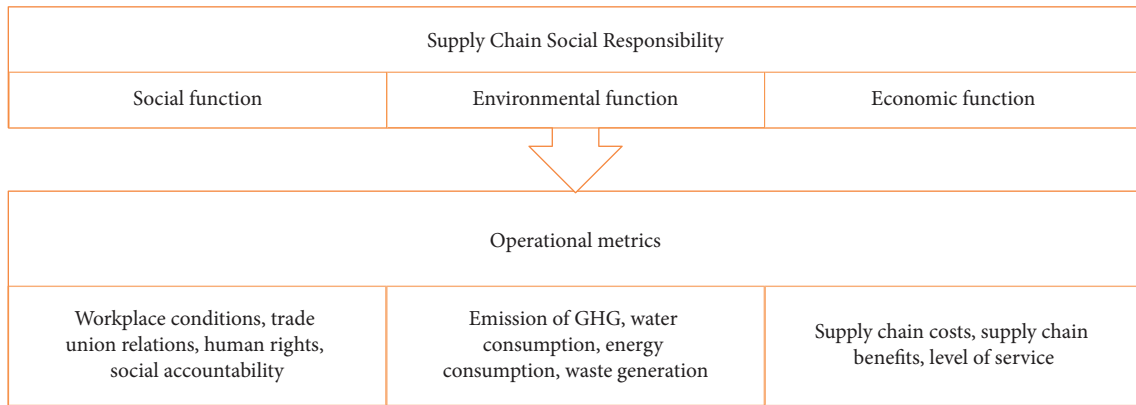 Supply Chain Social Responsibility
Social function
Environmental function
Economic function
Operational metrics
Workplace conditions, trade
union relations, human rights,
social accountability
Emission of GHG, water
consumption, energy
consumption, waste generation
Supply chain costs, supply chain
benefits, level of service